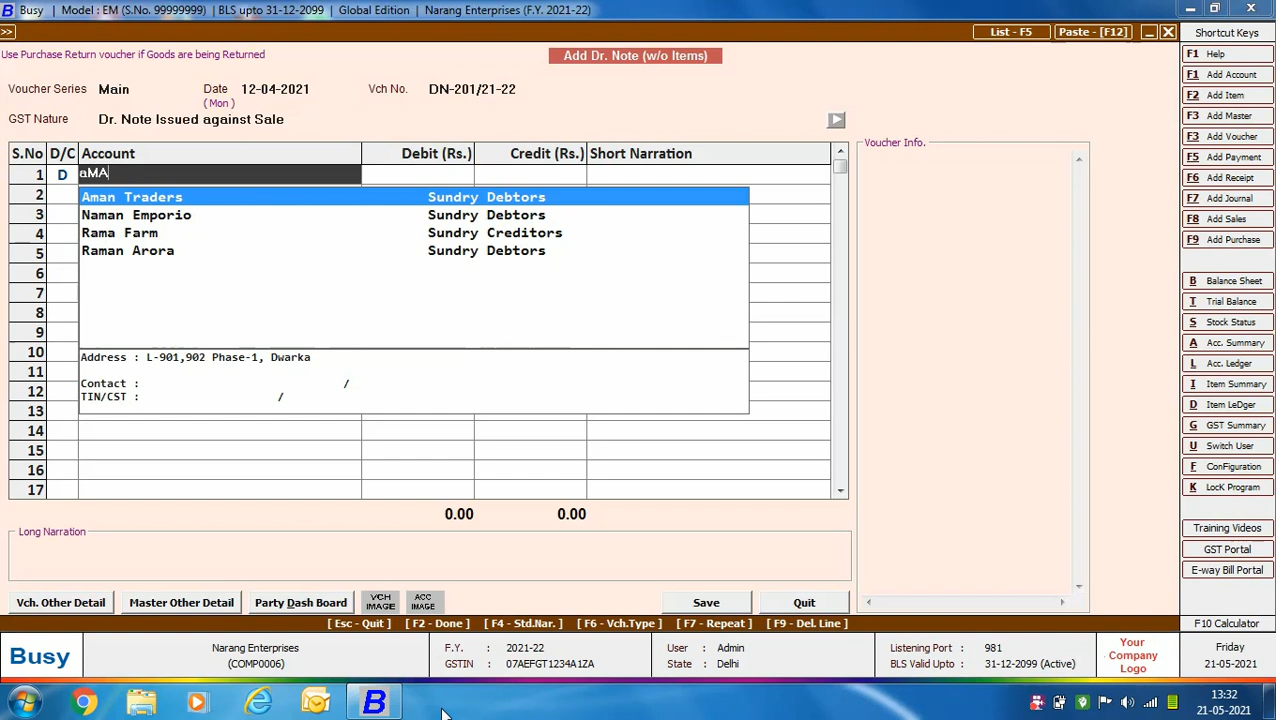 Busy | Model : EM (S.No. 99999999) | BLS upto 31-12-2099 | Global Edition | Narang Enterprises (F.Y. 2021-22)
>> List - F5 Paste - [F12]
Use Purchase Return voucher if Goods are being Returned
Add Dr. Note (w/o Items)
Voucher Series Main Date 12-04-2021 Vch No. DN-201/21-22
( Mon )
GST Nature Dr. Note Issued against Sale
S.No D/C Account Debit (Rs.) Credit (Rs.) Short Narration
1 D aMA
2
3
4
5
6
7
8
9
10
11
12
13
14
15
16
17
Aman Traders Sundry Debtors
Naman Emporio Sundry Debtors
Rama Farm Sundry Creditors
Raman Arora Sundry Debtors
Address : L-901,902 Phase-1, Dwarka
Contact : /
TIN/CST : /
0.00 0.00
Long Narration
Voucher Info.
Vch. Other Detail Master Other Detail Party Dash Board VCH IMAGE ACC IMAGE Save Quit
[ Esc - Quit ] [ F2 - Done ] [ F4 - Std.Nar. ] [ F6 - Vch.Type ] [ F7 - Repeat ] [ F9 - Del. Line ]
Shortcut Keys
F1 Help
F1 Add Account
F2 Add Item
F3 Add Master
F3 Add Voucher
F5 Add Payment
F6 Add Receipt
F7 Add Journal
F8 Add Sales
F9 Add Purchase
B Balance Sheet
T Trial Balance
S Stock Status
A Acc. Summary
L Acc. Ledger
I Item Summary
D Item LeDger
G GST Summary
U Switch User
F ConFiguration
K LocK Program
Training Videos
GST Portal
E-way Bill Portal
F10 Calculator
Busy
Narang Enterprises
(COMP0006)
F.Y. : 2021-22
GSTIN : 07AEFGT1234A1ZA
User : Admin
State : Delhi
Listening Port : 981
BLS Valid Upto : 31-12-2099 (Active)
Your
Company
Logo
Friday
21-05-2021
B
13:32
21-05-2021